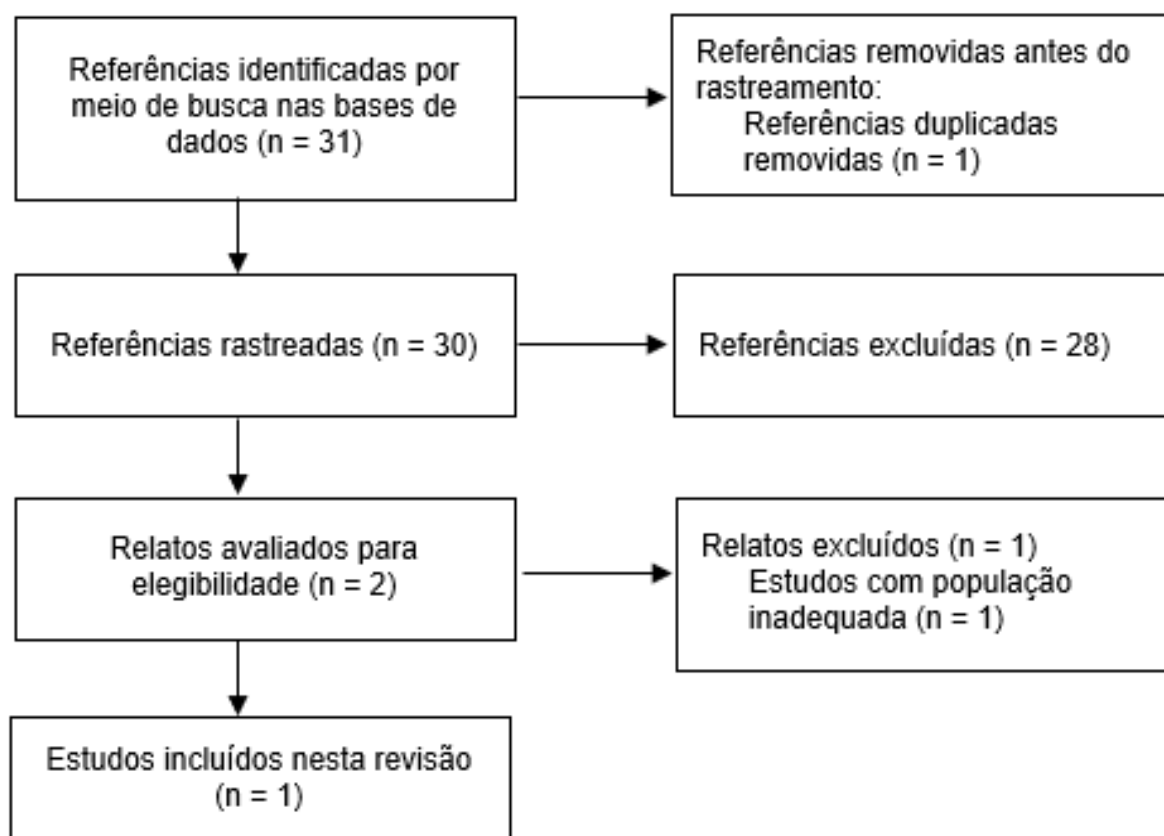 Referências identificadas por
meio de busca nas bases de
dados (n = 31)
Referências removidas antes do
rastreamento:
Referências duplicadas
removidas (n = 1)
Referências rastreadas (n = 30)
Referências excluídas (n = 28)
Relatos avaliados para
elegibilidade (n = 2)
Relatos excluídos (n = 1)
Estudos com população
inadequada (n = 1)
Estudos incluídos nesta revisão
(n = 1)